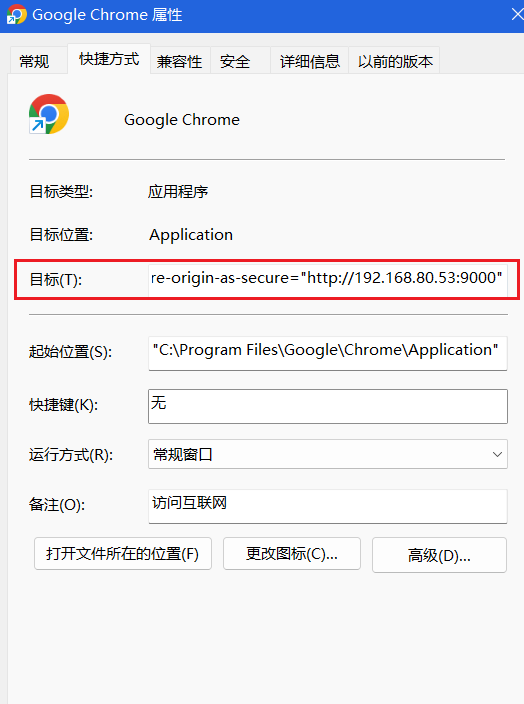 Google Chrome 属性
常规 快捷方式 兼容性 安全 详细信息 以前的版本
Google Chrome
目标类型: 应用程序
目标位置: Application
目标(T): re-origin-as-secure="http://192.168.80.53:9000"
起始位置(S): "C:\Program Files\Google\Chrome\Application"
快捷键(K): 无
运行方式(R): 常规窗口
备注(O): 访问互联网
打开文件所在的位置(F) 更改图标(C)... 高级(D)...